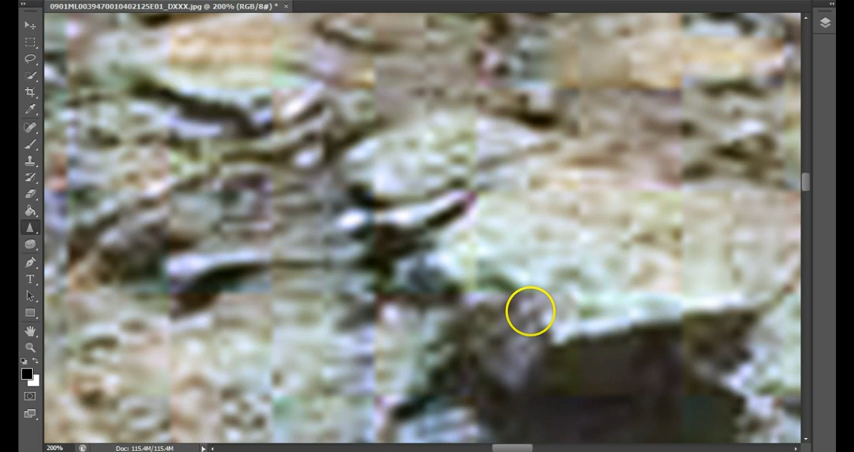 0901ML0039470010402125E01_DXXX.jpg @ 200% (RGB/8#) * ×
200% Doc: 115.4M/115.4M